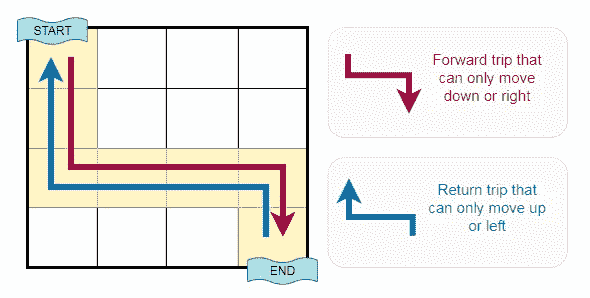 START
Forward trip that
can only move
down or right
Return trip that
can only move up
or left
END